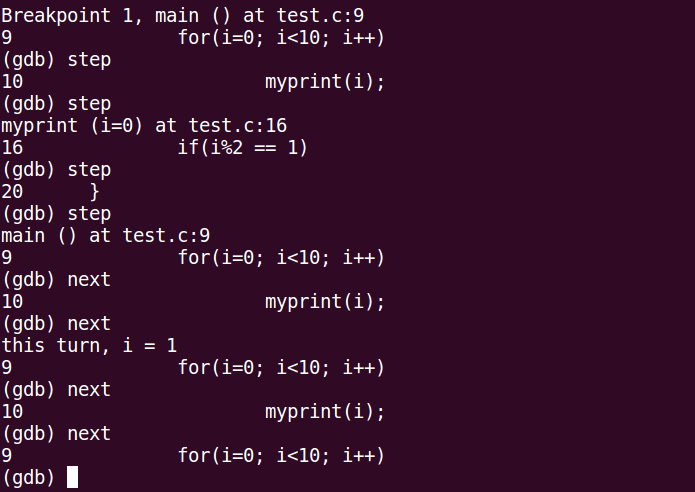 Breakpoint 1, main () at test.c:9
9               for(i=0; i<10; i++)
(gdb) step
10                      myprint(i);
(gdb) step
myprint (i=0) at test.c:16
16              if(i%2 == 1)
(gdb) step
20      }
(gdb) step
main () at test.c:9
9               for(i=0; i<10; i++)
(gdb) next
10                      myprint(i);
(gdb) next
this turn, i = 1
9               for(i=0; i<10; i++)
(gdb) next
10                      myprint(i);
(gdb) next
9               for(i=0; i<10; i++)
(gdb)